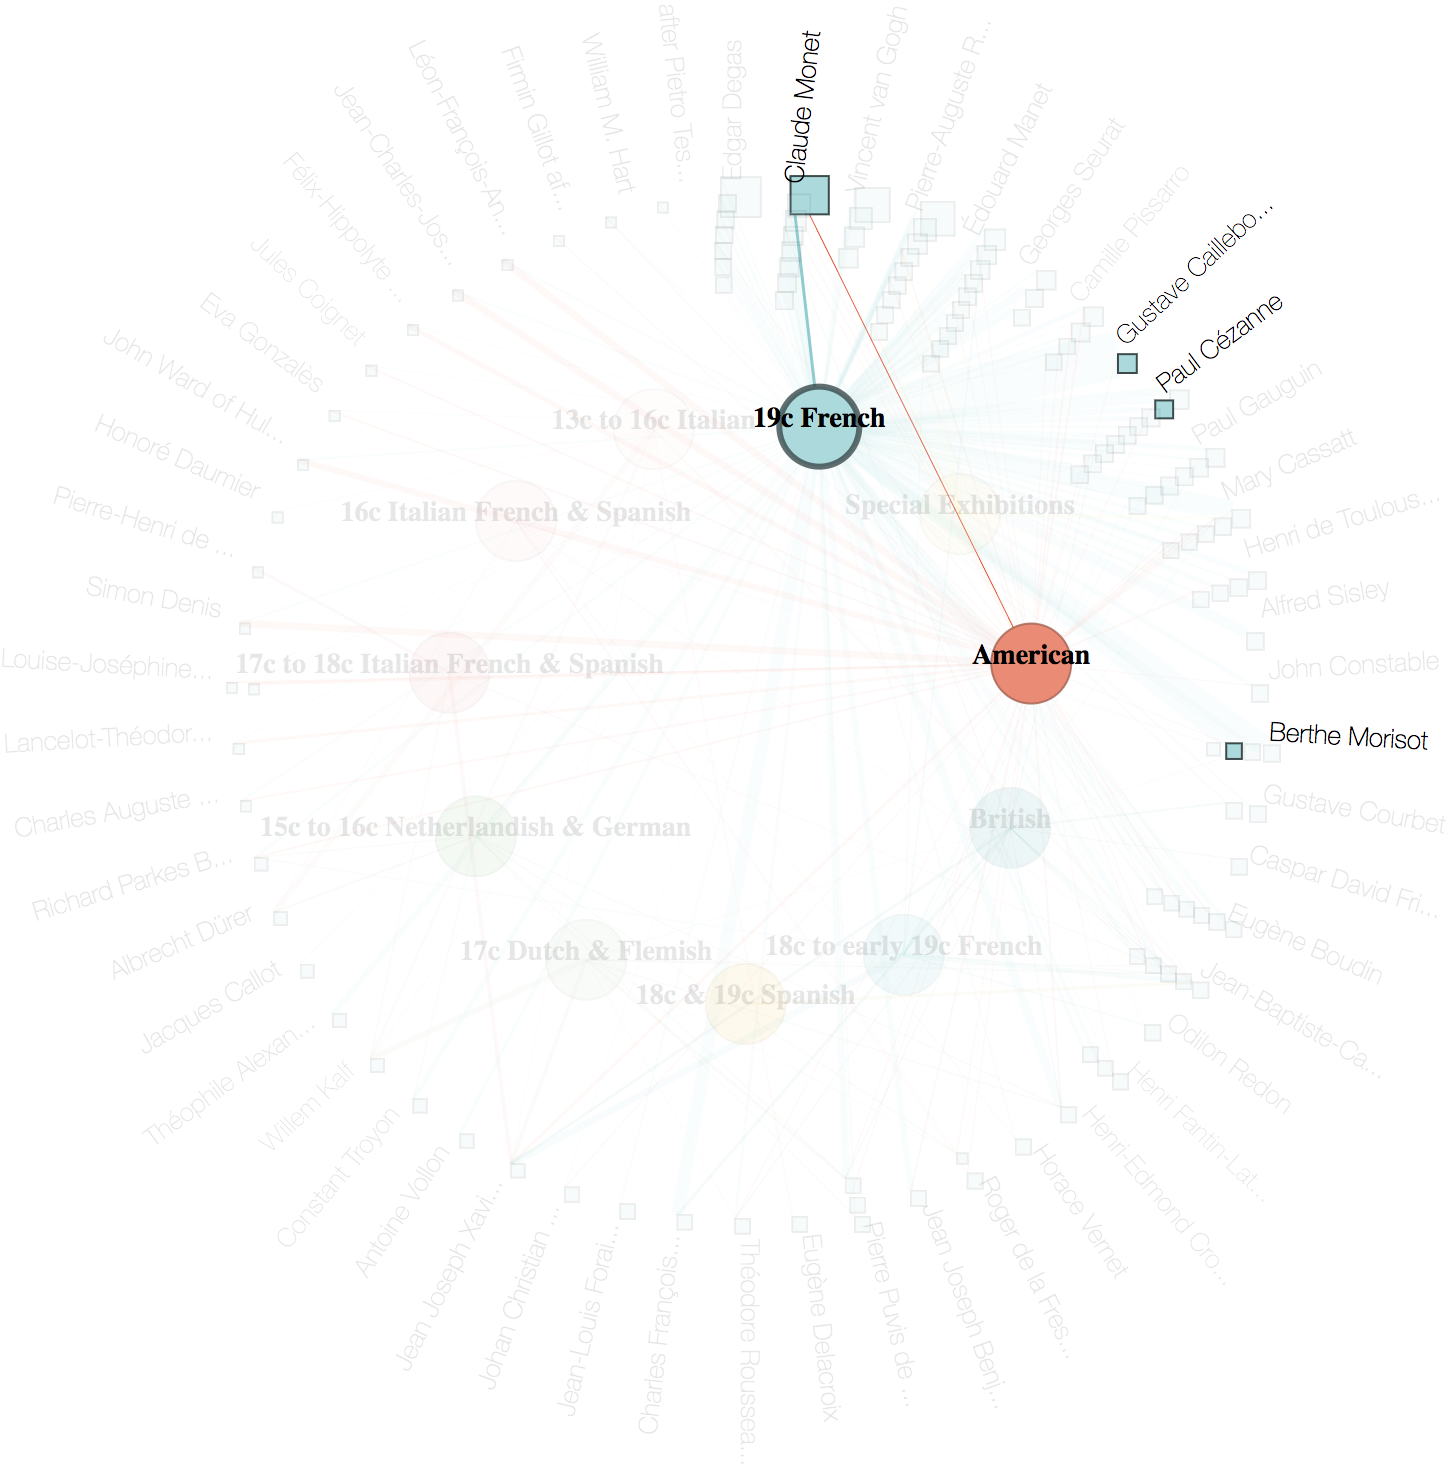 after Pietro Tes...
Edgar Degas
Claude Monet
Vincent van Gogh
Pierre-Auguste R...
Édouard Manet
Georges Seurat
Camille Pissarro
Gustave Caillebo...
Paul Cézanne
Paul Gauguin
Mary Cassatt
Henri de Toulous...
Alfred Sisley
John Constable
Berthe Morisot
Gustave Courbet
Caspar David Fri...
Eugène Boudin
Jean-Baptiste-Ca...
Odilon Redon
Henri Fantin-Lat...
Henri-Edmond Cro...
Horace Vernet
Roger de la Fres...
Jean Joseph Benj...
Pierre Puvis de ...
Eugène Delacroix
Théodore Roussea...
Charles François...
Jean-Louis Forai...
Johan Christian ...
Jean Joseph Xavi...
Antoine Vollon
Constant Troyon
Willem Kalf
Théophile Alexan...
Jacques Callot
Albrecht Dürer
Richard Parkes B...
Charles Auguste ...
Lancelot-Théodor...
Louise-Joséphine...
Simon Denis
Pierre-Henri de ...
Honoré Daumier
John Ward of Hul...
Eva Gonzalès
Jules Coignet
Félix-Hippolyte ...
Jean-Charles-Jos...
Léon-François-An...
Firmin Gillot af...
William M. Hart
13c to 16c Italian
19c French
16c Italian French & Spanish
Special Exhibitions
17c to 18c Italian French & Spanish
American
15c to 16c Netherlandish & German
British
17c Dutch & Flemish
18c to early 19c French
18c & 19c Spanish